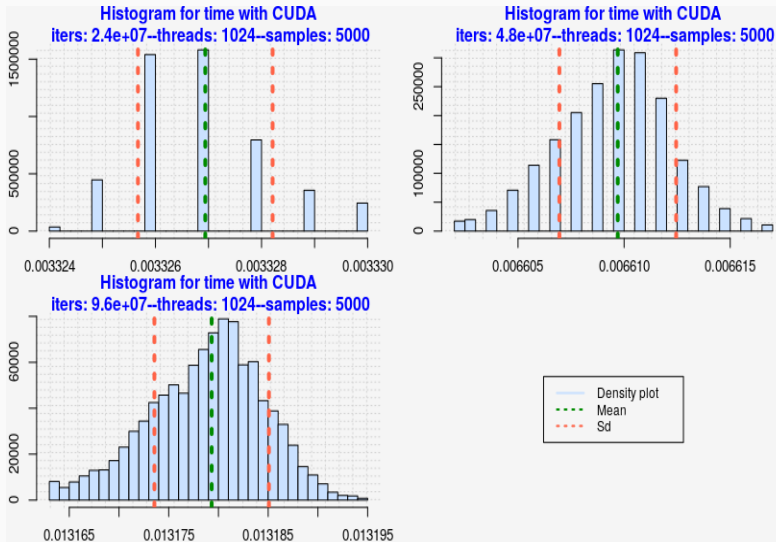 Histogram for time with CUDA
iters: 2.4e+07--threads: 1024--samples: 5000
1500000
500000
0
0.003324
0.003326
0.003328
0.003330
Histogram for time with CUDA
iters: 4.8e+07--threads: 1024--samples: 5000
250000
100000
0
0.006605
0.006610
0.006615
Histogram for time with CUDA
iters: 9.6e+07--threads: 1024--samples: 5000
60000
20000
0
0.013165
0.013175
0.013185
0.013195
Density plot
Mean
Sd